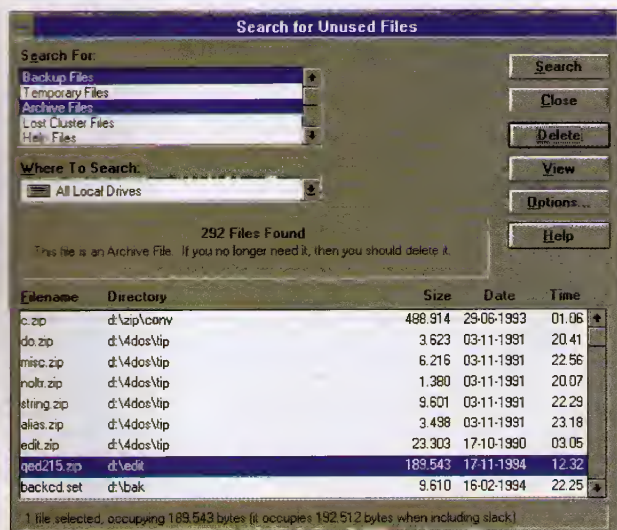 Search for Unused Files
Search For:
Backup Files
Temporary Files
Archive Files
Lost Cluster Files
Help Files
Where To Search:
All Local Drives
Search
Close
Delete
View
Options...
Help
292 Files Found
This file is an Archive File. If you no longer need it, then you should delete it.
Filename Directory Size Date Time
c.zip d:\zip\conv 488.914 29-06-1993 01.06
do.zip d:\4dos\tip 3.623 03-11-1991 20.41
misc.zip d:\4dos\tip 6.216 03-11-1991 22.56
noltr.zip d:\4dos\tip 1.380 03-11-1991 20.07
string.zip d:\4dos\tip 9.601 03-11-1991 22.29
alias.zip d:\4dos\tip 3.498 03-11-1991 23.18
edit.zip d:\4dos\tip 23.303 17-10-1990 03.05
qed215.zip d:\edit 189.543 17-11-1994 12.32
backcd.set d:\bak 9.610 16-02-1994 22.25
1 file selected, occupying 189.543 bytes (it occupies 192.512 bytes when including slack)